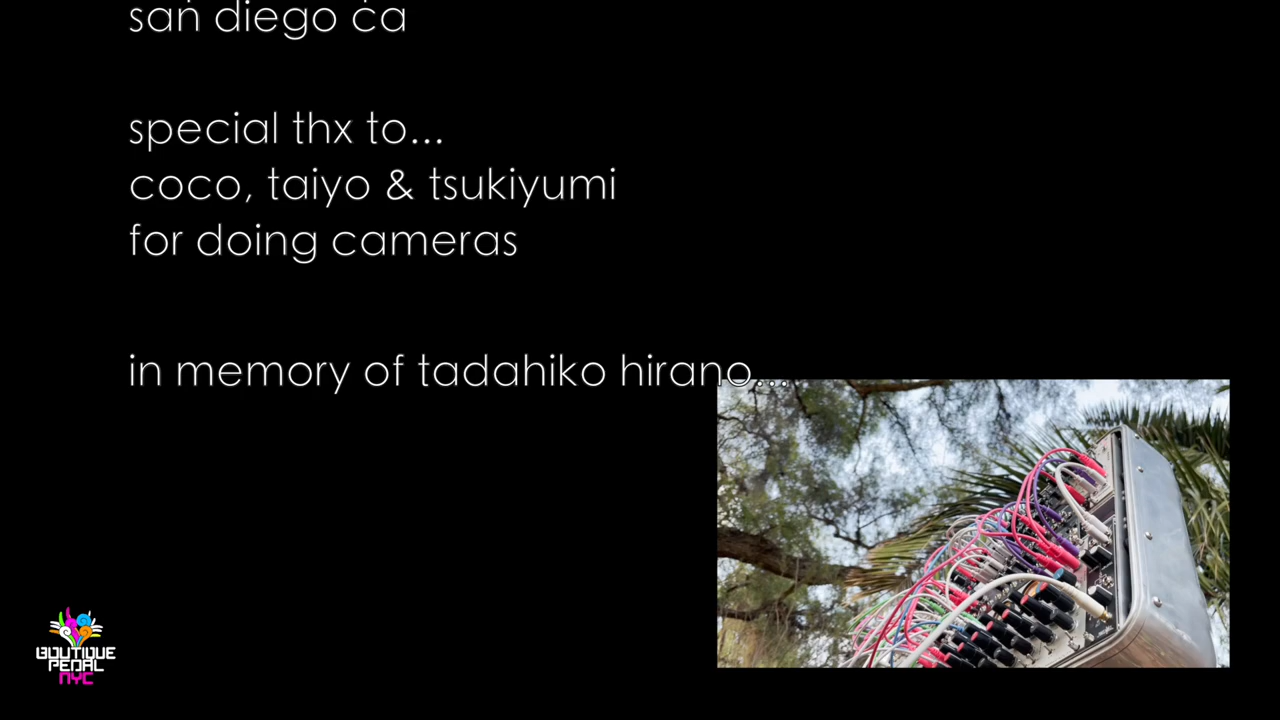 san diego ca
special thx to...
coco, taiyo & tsukiyumi
for doing cameras
in memory of tadahiko hirano...
BOUTIQUE
PEDAL
NYC